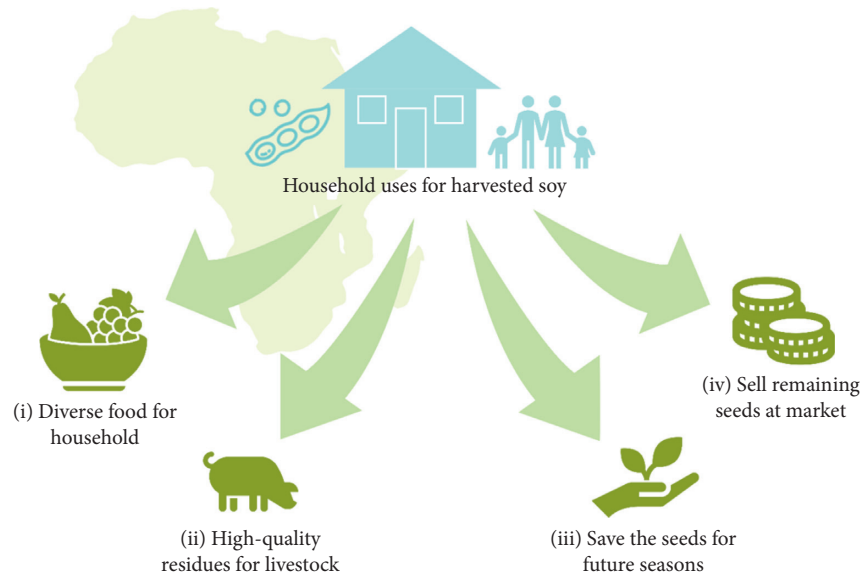 Household uses for harvested soy
(i) Diverse food for
household
(ii) High-quality
residues for livestock
(iii) Save the seeds for
future seasons
(iv) Sell remaining
seeds at market